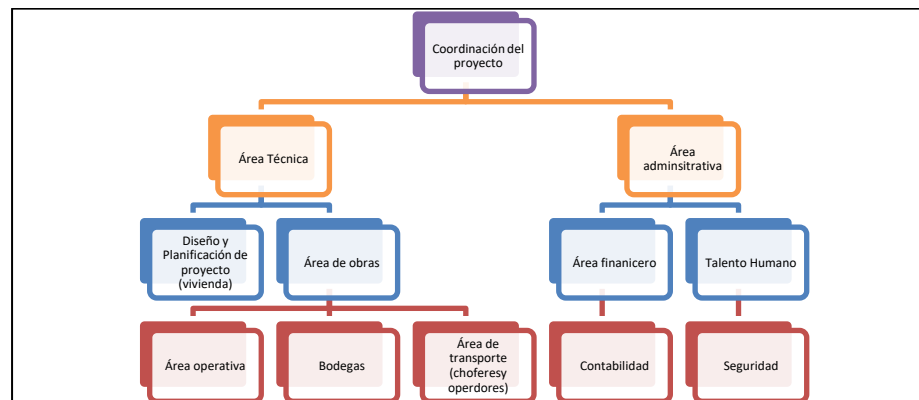 Coordinación del
proyecto
Área Técnica
Área
adminsitrativa
Diseño y
Planificación de
proyecto
(vivienda)
Área de obras
Área finanicero
Talento Humano
Área operativa
Bodegas
Área de
transporte
(choferesy
operdores)
Contabilidad
Seguridad